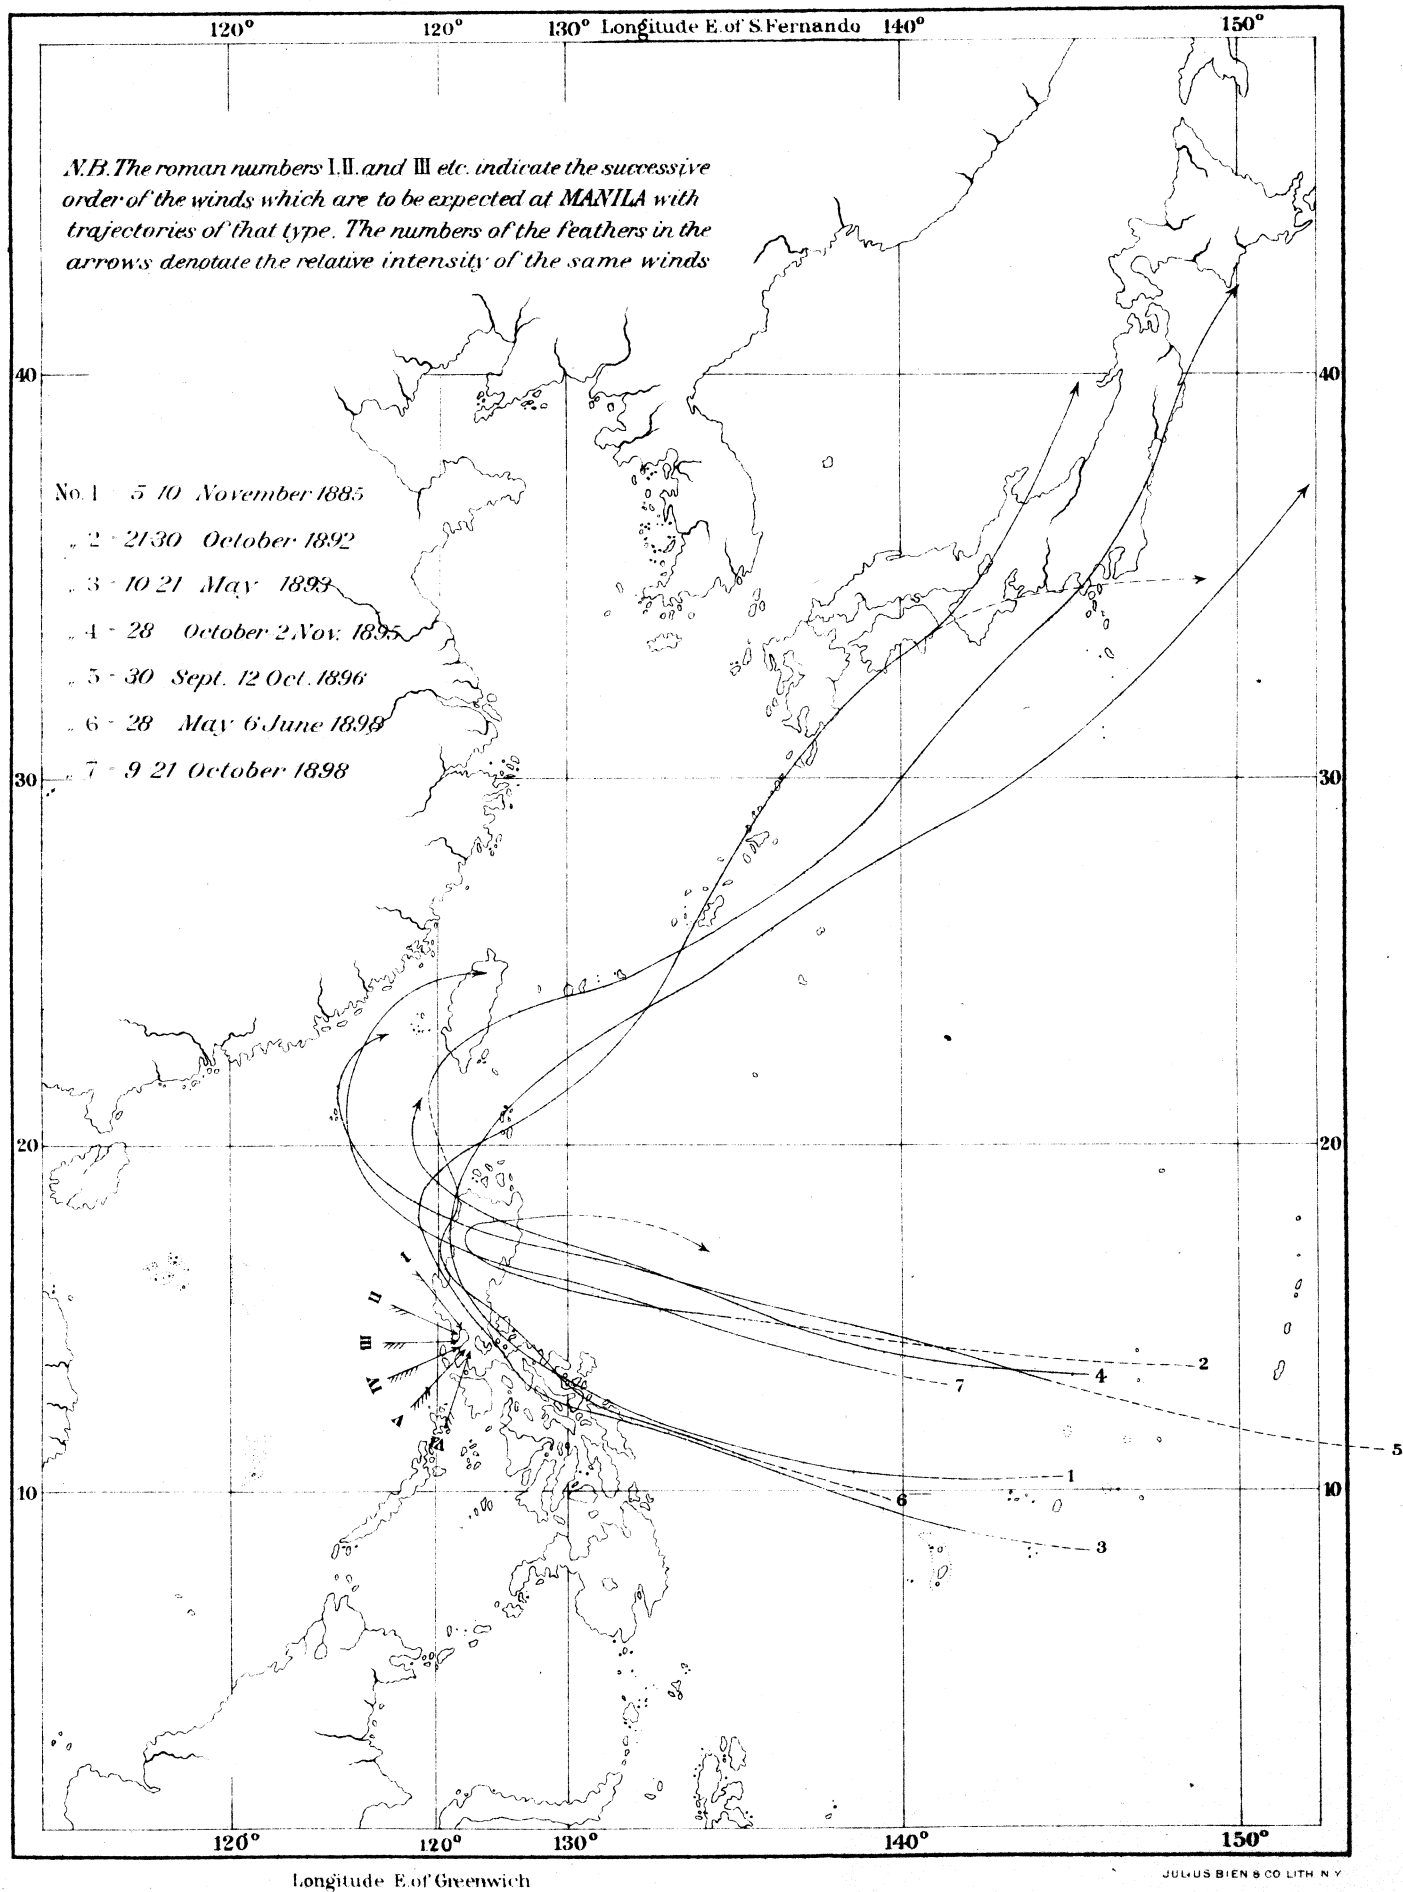 120° 120° 130° Longitude E. of S. Fernando 140° 150°
N.B. The roman numbers I, II. and III etc. indicate the successive
order of the winds which are to be expected at MANILA with
trajectories of that type. The numbers of the feathers in the
arrows denotate the relative intensity of the same winds
40 40
No. 1 - 5 10 November 1885
„ 2 - 21 30 October 1892
„ 3 - 10 21 May 1893
„ 4 - 28 October 2 Nov. 1895
„ 5 - 30 Sept. 12 Oct. 1896
„ 6 - 28 May 6 June 1898
„ 7 - 9 21 October 1898
30 30
20 20
I
II
III
IV
V
VI
2
4
7
5
1
10 10
6
3
120° 120° 130° 140° 150°
Longitude E. of Greenwich
JULIUS BIEN & CO LITH N Y